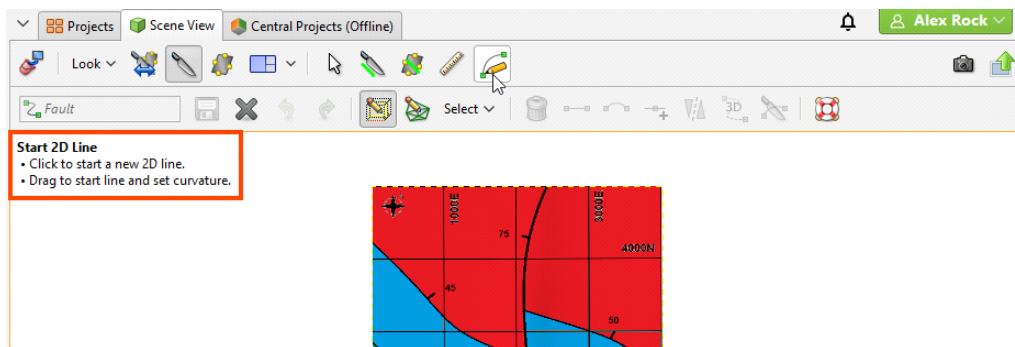 Projects Scene View Central Projects (Offline) Alex Rock
Look
Fault Select 3D
Start 2D Line
• Click to start a new 2D line.
• Drag to start line and set curvature.
1000E 3000E
75
4000N
45
50